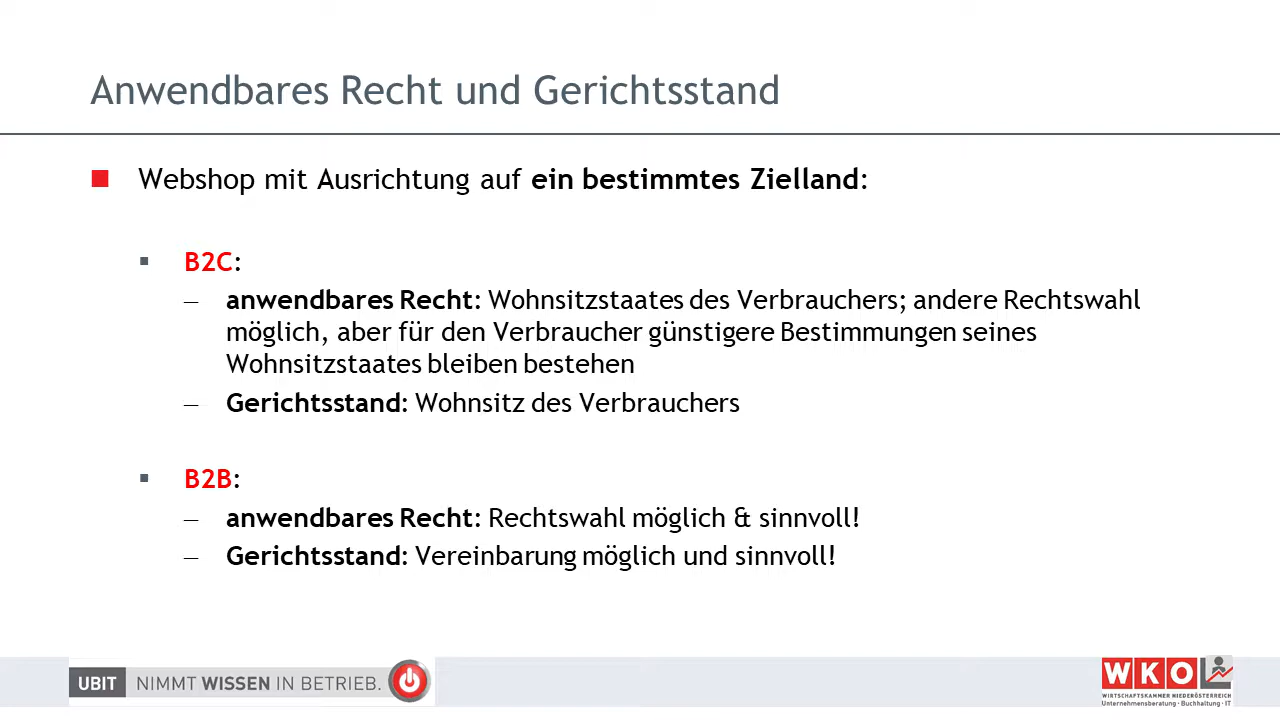 Anwendbares Recht und Gerichtsstand
Webshop mit Ausrichtung auf ein bestimmtes Zielland:
B2C:
– anwendbares Recht: Wohnsitzstaates des Verbrauchers; andere Rechtswahl
möglich, aber für den Verbraucher günstigere Bestimmungen seines
Wohnsitzstaates bleiben bestehen
– Gerichtsstand: Wohnsitz des Verbrauchers
B2B:
– anwendbares Recht: Rechtswahl möglich & sinnvoll!
– Gerichtsstand: Vereinbarung möglich und sinnvoll!
UBIT NIMMT WISSEN IN BETRIEB.
WKO
WIRTSCHAFTSKAMMER NIEDERÖSTERREICH
Unternehmensberatung · Buchhaltung · IT